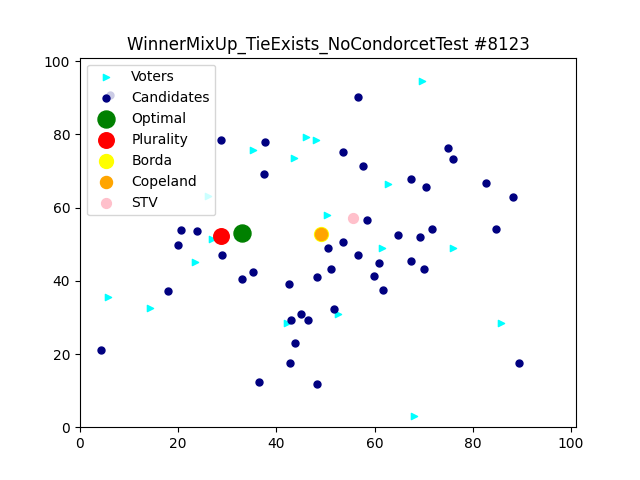 WinnerMixUp_TieExists_NoCondorcetTest #8123
Voters
Candidates
Optimal
Plurality
Borda
Copeland
STV
100
80
60
40
20
0
0 20 40 60 80 100